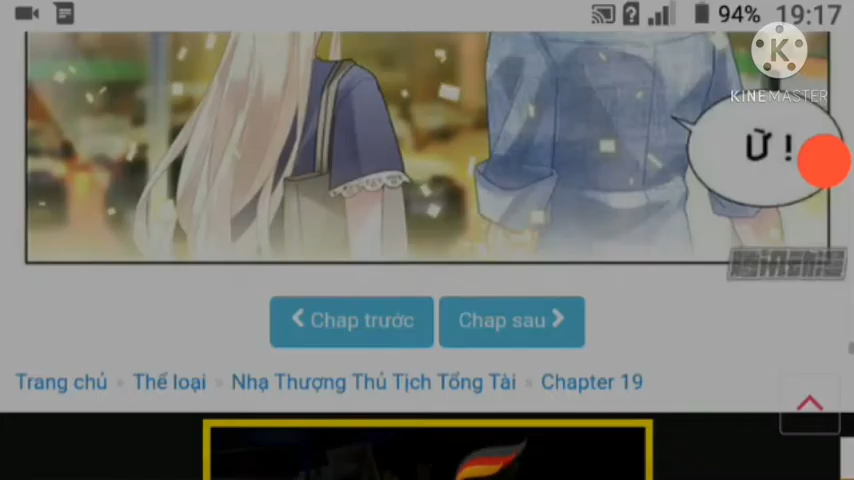 94% 19:17
KINEMASTER
Ừ !
Chap trước
Chap sau
Trang chủ » Thể loại » Nhạ Thượng Thủ Tịch Tổng Tài » Chapter 19